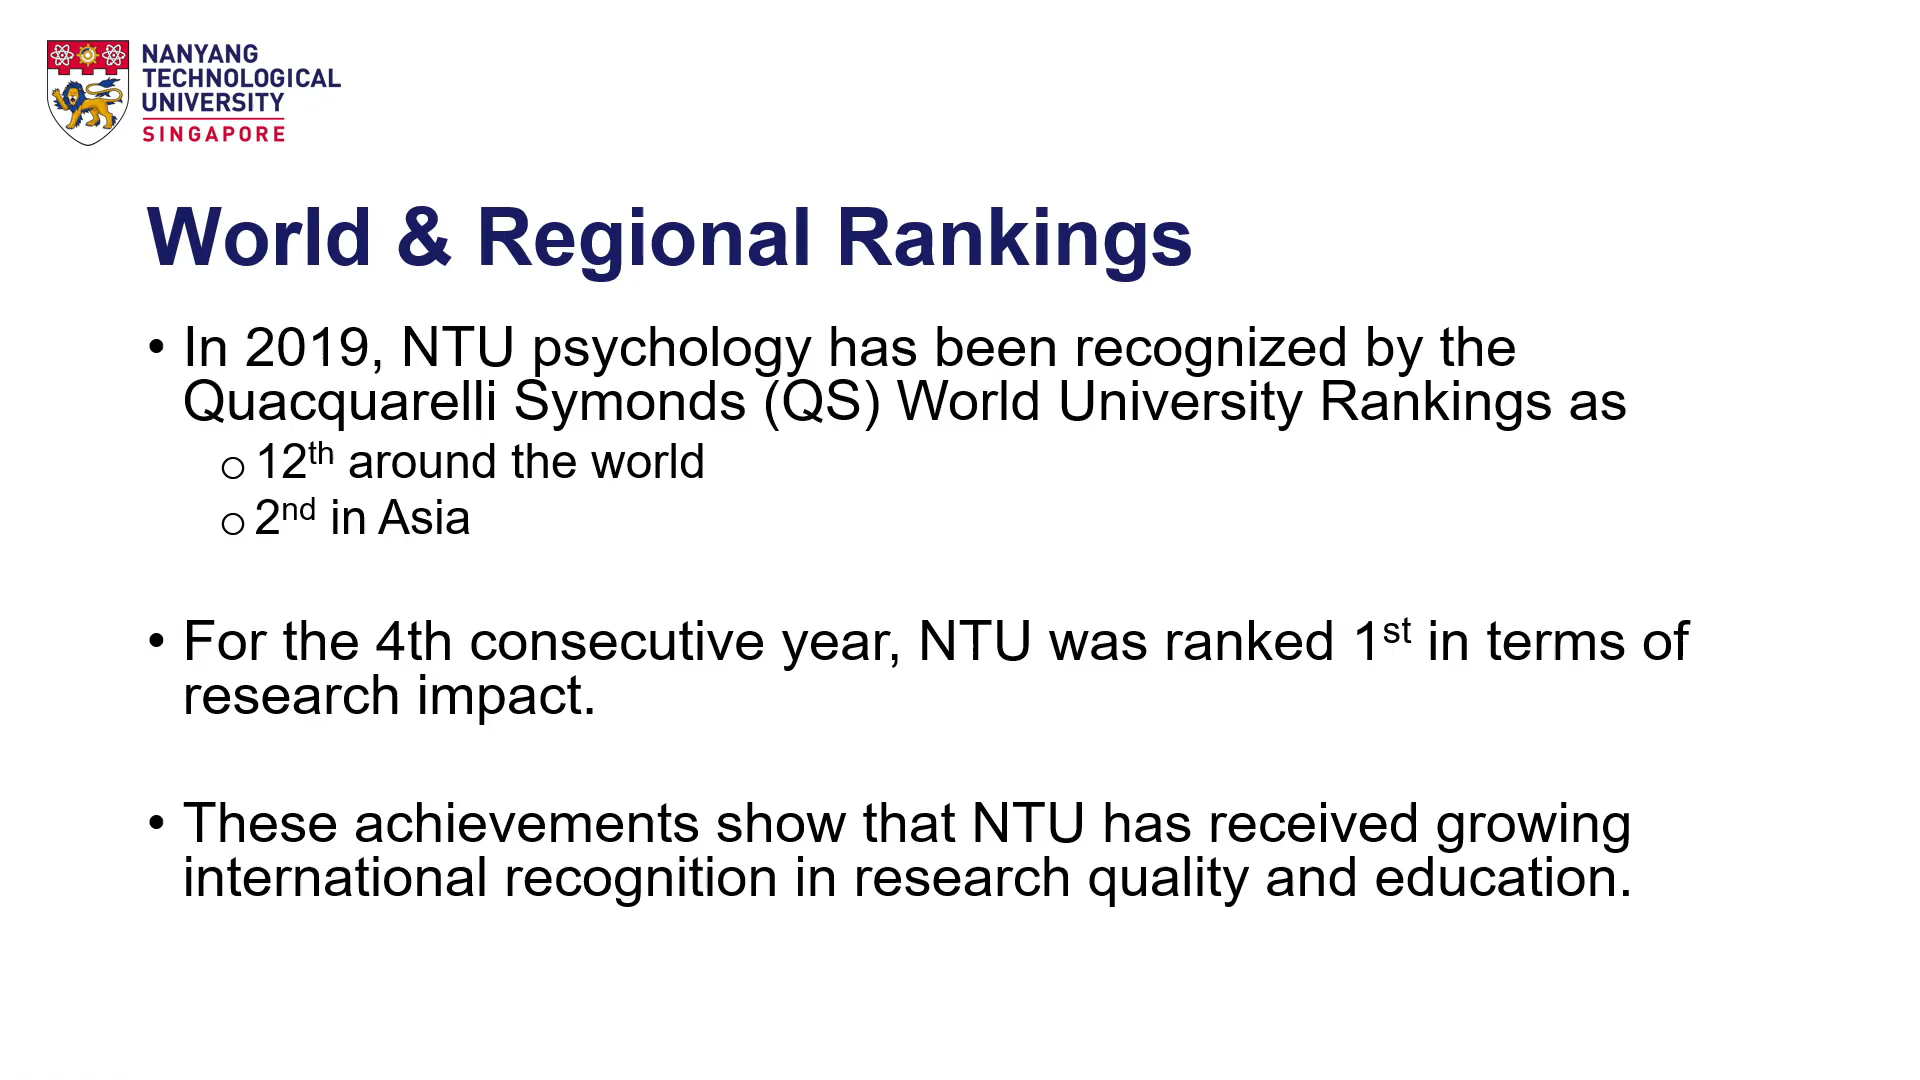 NANYANG
TECHNOLOGICAL
UNIVERSITY
SINGAPORE
World & Regional Rankings
• In 2019, NTU psychology has been recognized by the
Quacquarelli Symonds (QS) World University Rankings as
o 12th around the world
o 2nd in Asia
• For the 4th consecutive year, NTU was ranked 1st in terms of
research impact.
• These achievements show that NTU has received growing
international recognition in research quality and education.